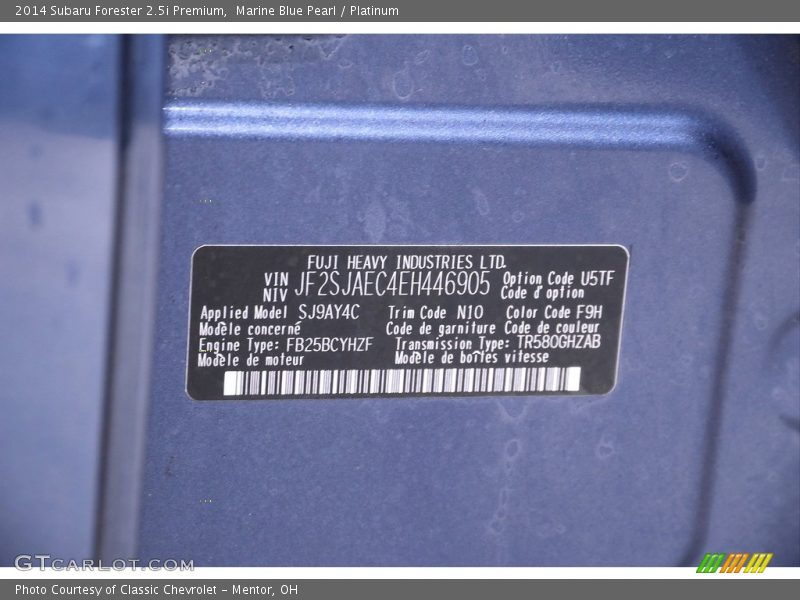 2014 Subaru Forester 2.5i Premium, Marine Blue Pearl / Platinum
FUJI HEAVY INDUSTRIES LTD.
VIN NIV JF2SJAEC4EH446905 Option Code U5TF
Code d'option
Applied Model SJ9AY4C Trim Code N10 Color Code F9H
Modèle concerné Code de garniture Code de couleur
Engine Type: FB25BCYHZF Transmission Type: TR580GHZAB
Modèle de moteur Modèle de boîtes vitesse
GTCARLOT.COM
Photo Courtesy of Classic Chevrolet - Mentor, OH